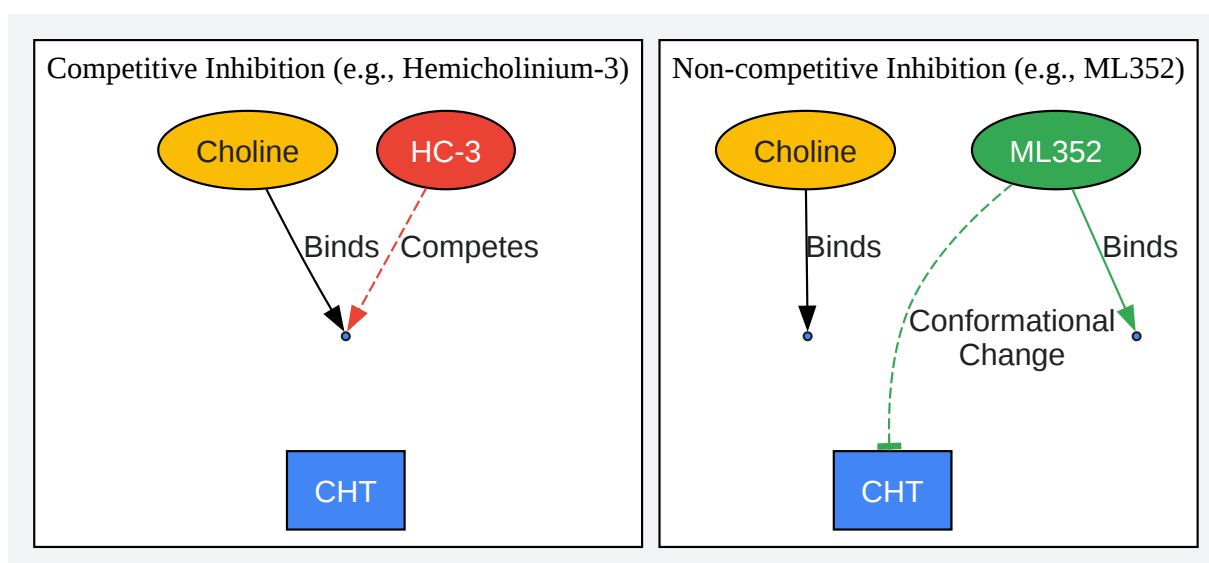 Competitive Inhibition (e.g., Hemicholinium-3)
Choline
HC-3
Binds
Competes
CHT
Non-competitive Inhibition (e.g., ML352)
Choline
ML352
Binds
Binds
Conformational
Change
CHT